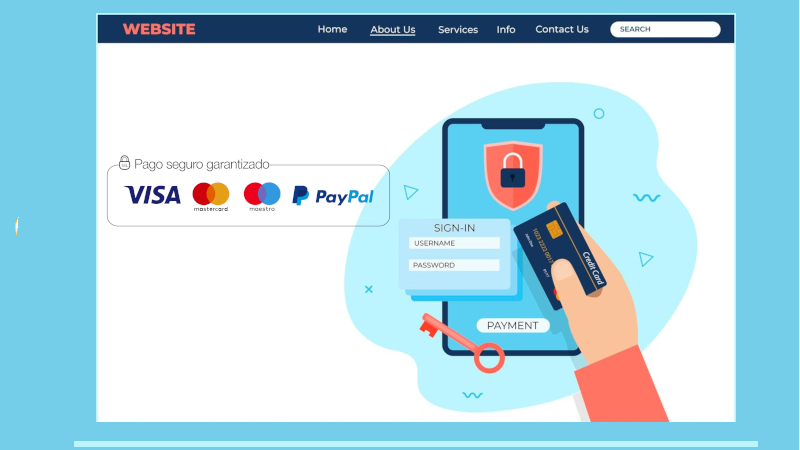 WEBSITE
Home
About Us
Services
Info
Contact Us
SEARCH
Pago seguro garantizado
VISA
mastercard
maestro
PayPal
SIGN-IN
USERNAME
PASSWORD
Credit Card
PAYMENT